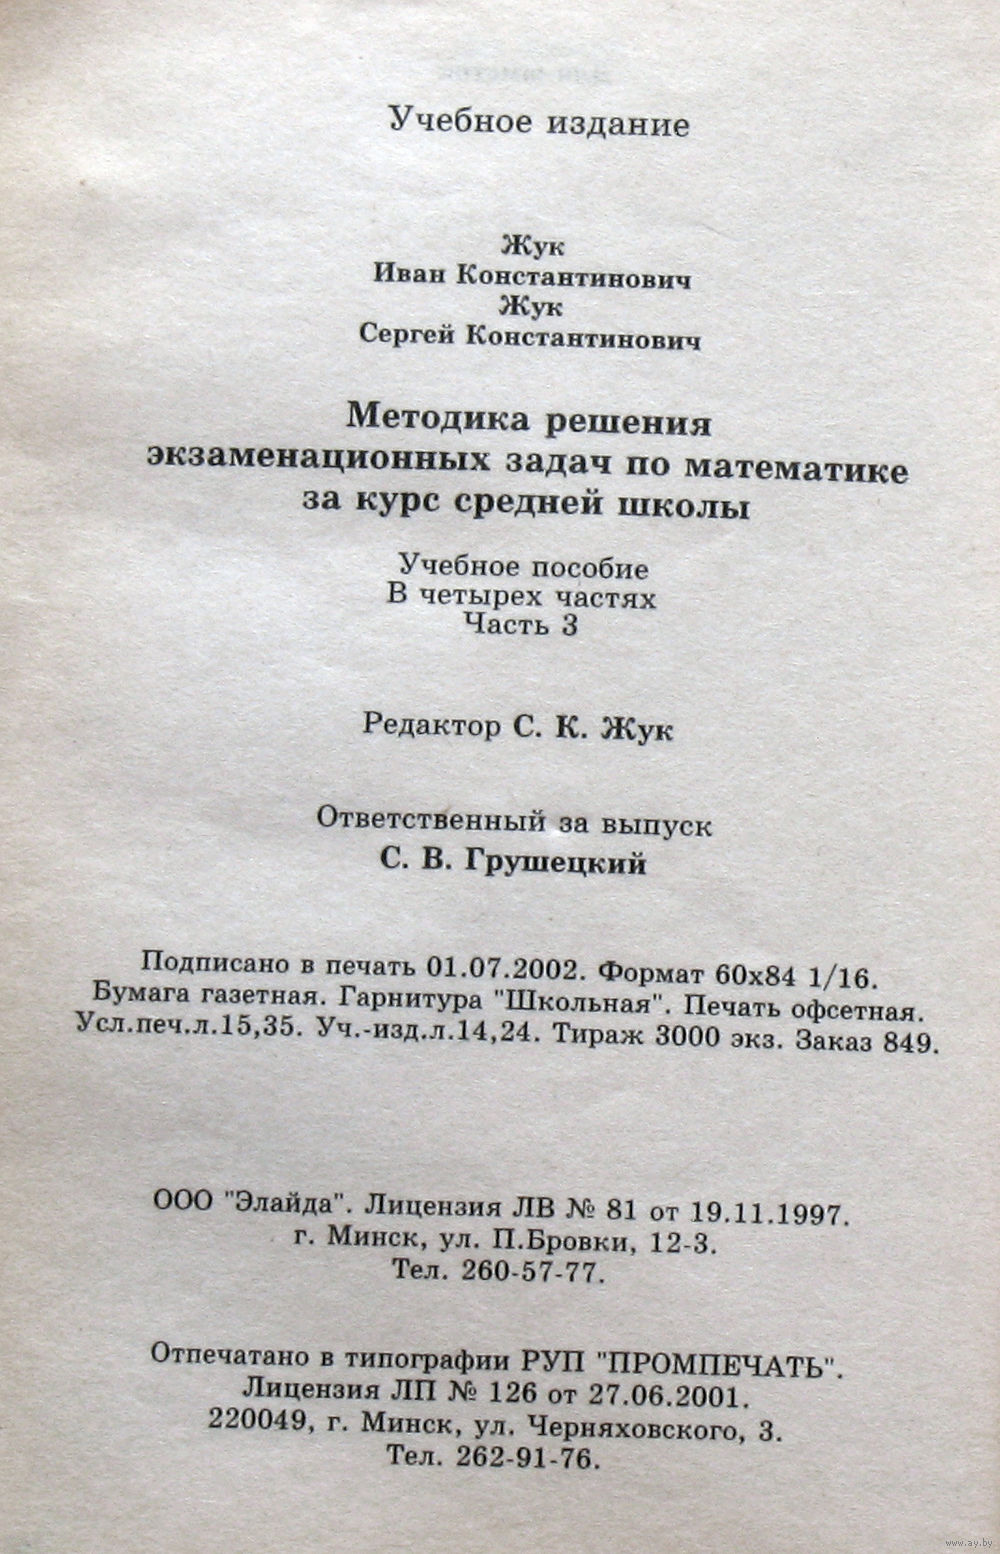 Учебное издание
Жук
Иван Константинович
Жук
Сергей Константинович
Методика решения
экзаменационных задач по математике
за курс средней школы
Учебное пособие
В четырех частях
Часть 3
Редактор С. К. Жук
Ответственный за выпуск
С. В. Грушецкий
Подписано в печать 01.07.2002. Формат 60х84 1/16.
Бумага газетная. Гарнитура "Школьная". Печать офсетная.
Усл.печ.л.15,35. Уч.-изд.л.14,24. Тираж 3000 экз. Заказ 849.
ООО "Элайда". Лицензия ЛВ № 81 от 19.11.1997.
г. Минск, ул. П.Бровки, 12-3.
Тел. 260-57-77.
Отпечатано в типографии РУП "ПРОМПЕЧАТЬ".
Лицензия ЛП № 126 от 27.06.2001.
220049, г. Минск, ул. Черняховского, 3.
Тел. 262-91-76.
www.ay.by